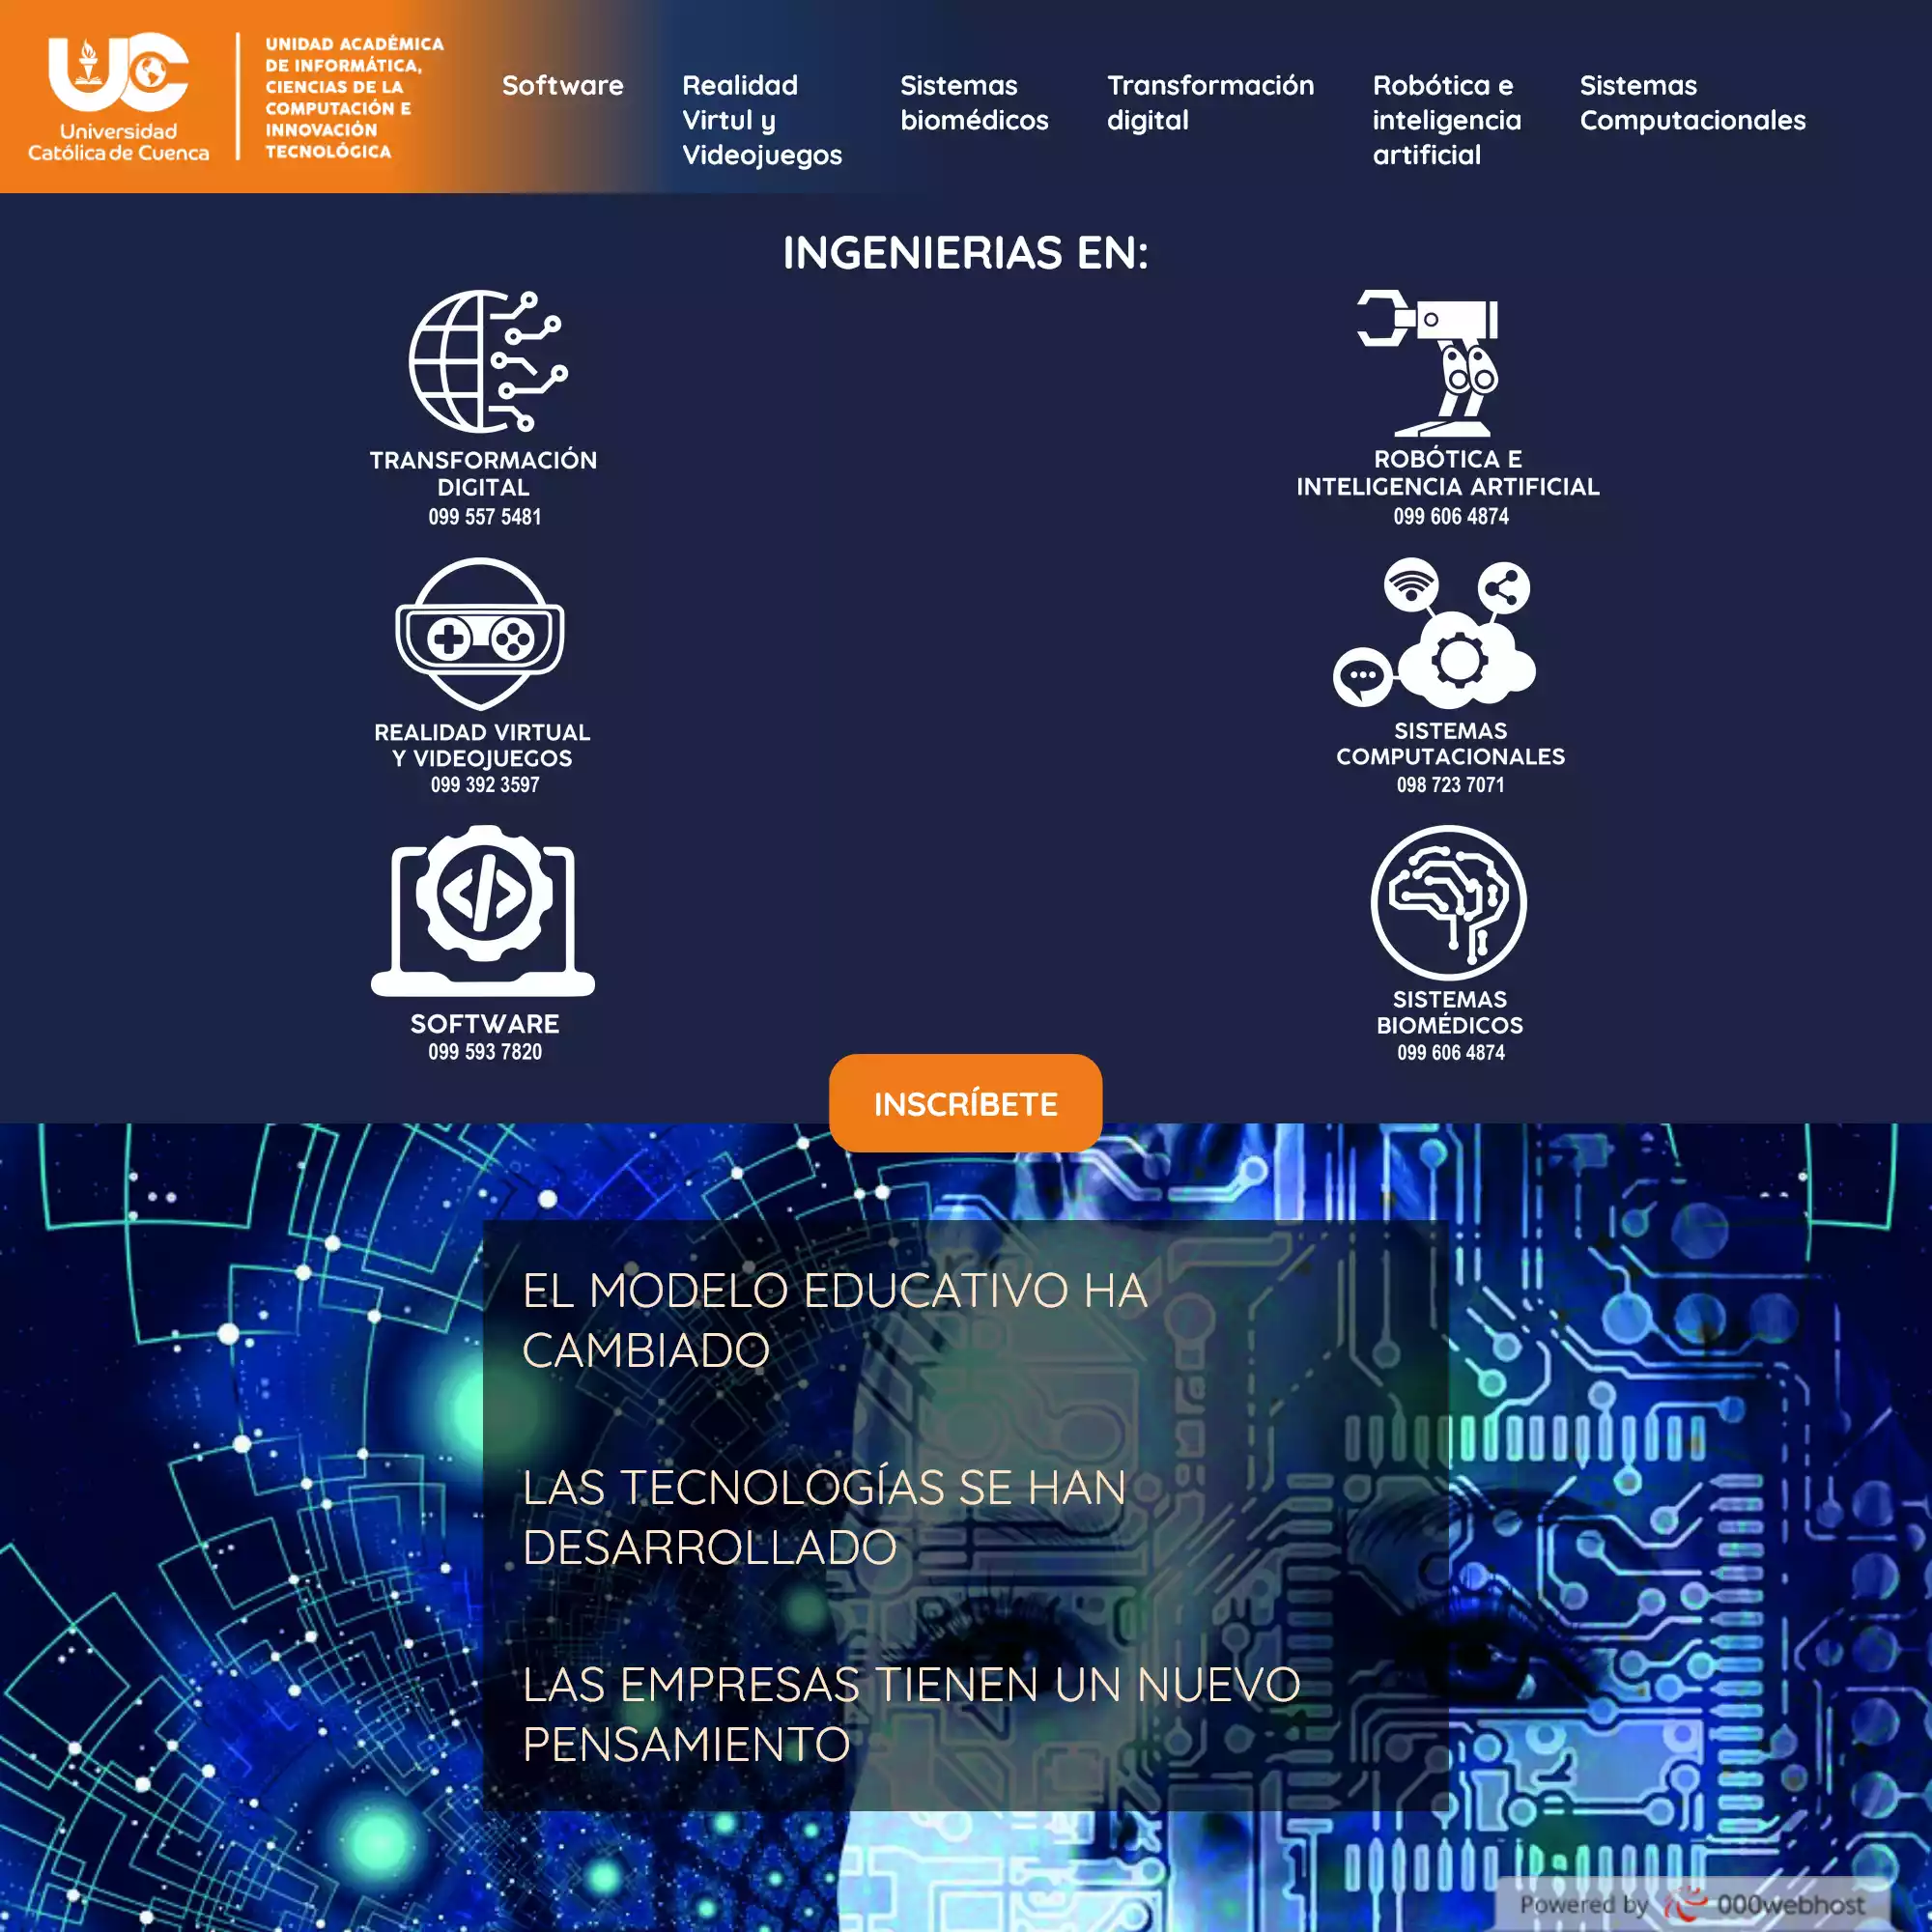 UC
Universidad
Católica de Cuenca
UNIDAD ACADÉMICA
DE INFORMÁTICA,
CIENCIAS DE LA
COMPUTACIÓN E
INNOVACIÓN
TECNOLÓGICA
Software
Realidad
Virtul y
Videojuegos
Sistemas
biomédicos
Transformación
digital
Robótica e
inteligencia
artificial
Sistemas
Computacionales
INGENIERIAS EN:
TRANSFORMACIÓN
DIGITAL
099 557 5481
ROBÓTICA E
INTELIGENCIA ARTIFICIAL
099 606 4874
REALIDAD VIRTUAL
Y VIDEOJUEGOS
099 392 3597
SISTEMAS
COMPUTACIONALES
098 723 7071
SOFTWARE
099 593 7820
SISTEMAS
BIOMÉDICOS
099 606 4874
INSCRÍBETE
EL MODELO EDUCATIVO HA
CAMBIADO
LAS TECNOLOGÍAS SE HAN
DESARROLLADO
LAS EMPRESAS TIENEN UN NUEVO
PENSAMIENTO
Powered by 000webhost